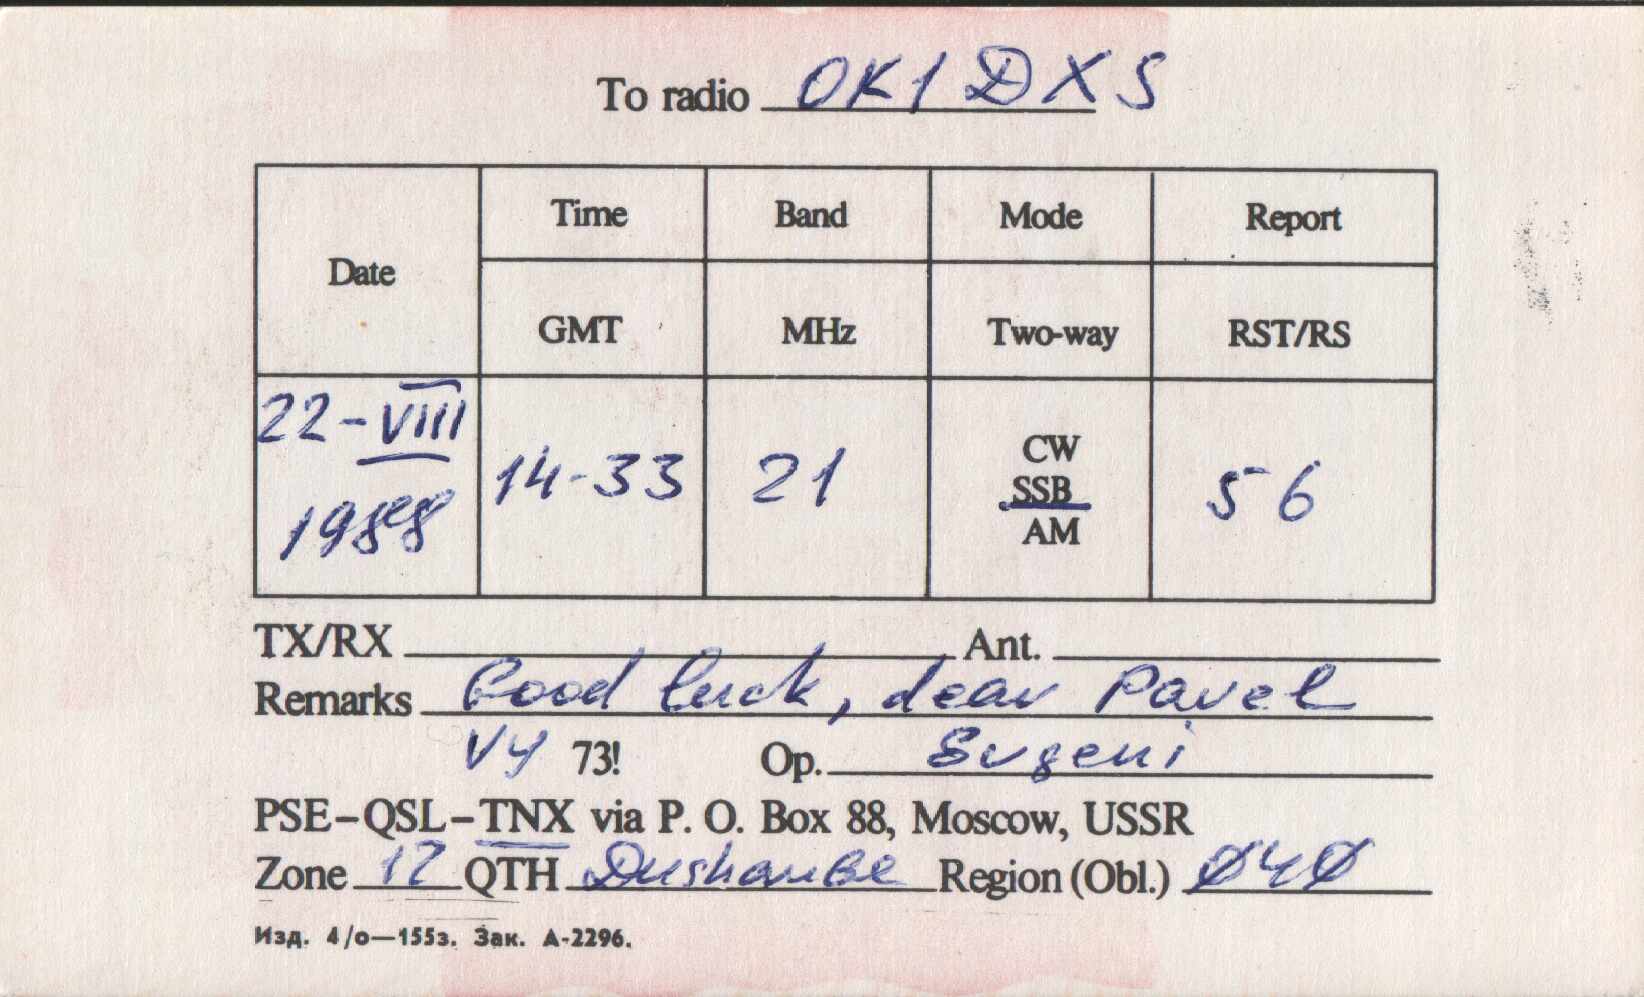 To radio OK1DXS
Date Time Band Mode Report
GMT MHz Two-way RST/RS
22-VIII 1988 14-33 21 CW SSB AM 56
TX/RX Ant.
Remarks Good luck, dear Pavel
Vy 73! Op. Evgeni
PSE-QSL-TNX via P. O. Box 88, Moscow, USSR
Zone 17 QTH Dushanbe Region (Obl.) Ø4Ø
Изд. 4/о—155з. Зак. А-2296.